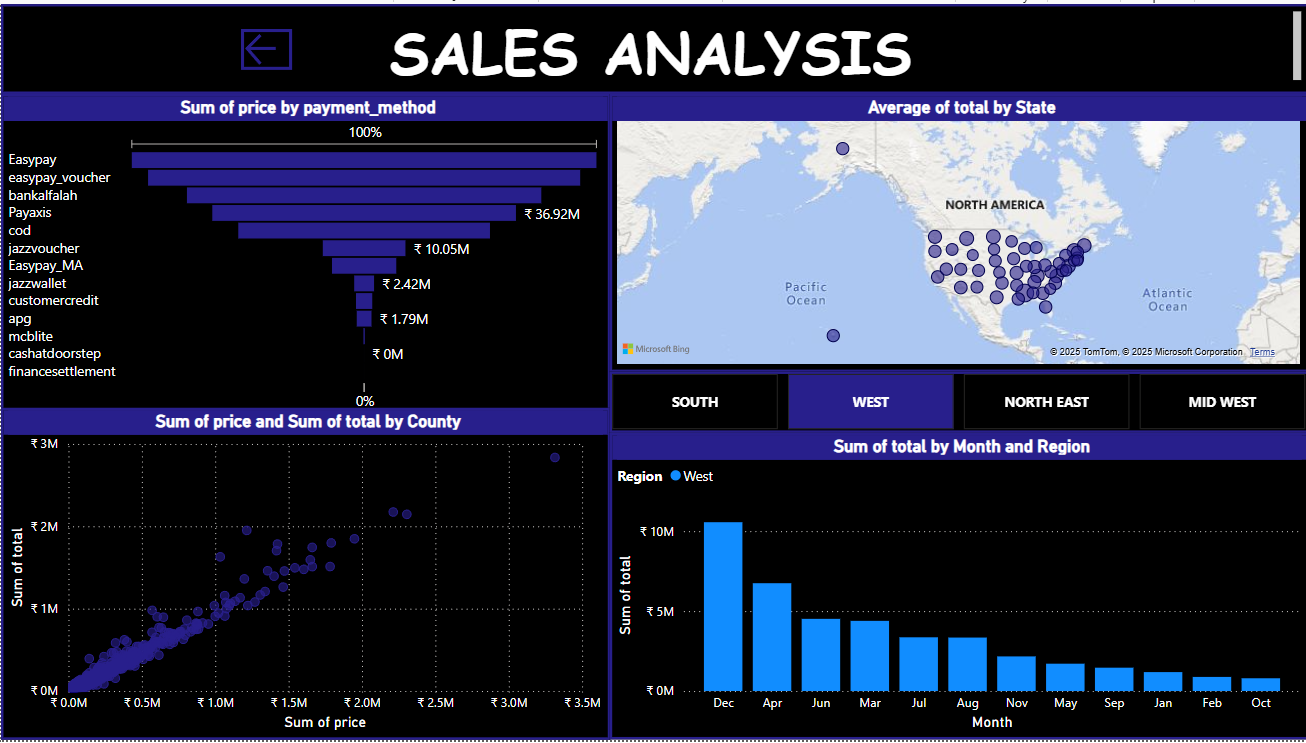 SALES ANALYSIS
Sum of price by payment_method
100%
Easypay
easypay_voucher
bankalfalah
Payaxis
₹ 36.92M
cod
jazzvoucher
₹ 10.05M
Easypay_MA
jazzwallet
₹ 2.42M
customercredit
apg
₹ 1.79M
mcblite
cashatdoorstep
₹ 0M
financesettlement
0%
Average of total by State
NORTH AMERICA
Pacific
Ocean
Atlantic
Ocean
Microsoft Bing
© 2025 TomTom, © 2025 Microsoft Corporation Terms
SOUTH
WEST
NORTH EAST
MID WEST
Sum of price and Sum of total by County
₹ 3M
₹ 2M
₹ 1M
₹ 0M
Sum of total
₹ 0.0M
₹ 0.5M
₹ 1.0M
₹ 1.5M
₹ 2.0M
₹ 2.5M
₹ 3.0M
₹ 3.5M
Sum of price
Sum of total by Month and Region
Region West
₹ 10M
₹ 5M
₹ 0M
Sum of total
Dec
Apr
Jun
Mar
Jul
Aug
Nov
May
Sep
Jan
Feb
Oct
Month